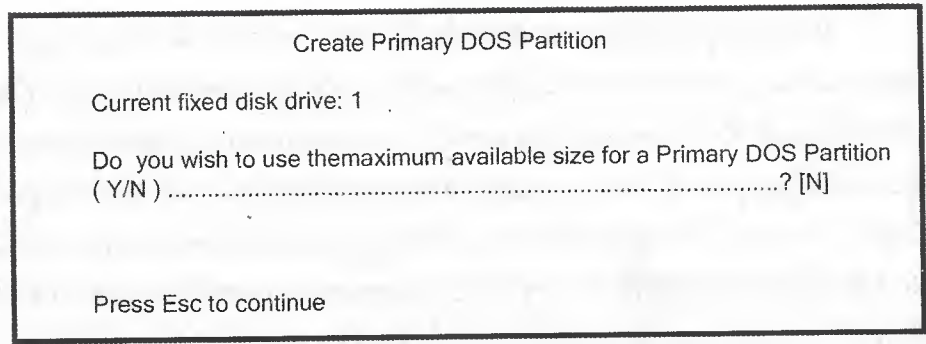 Create Primary DOS Partition
Current fixed disk drive: 1
Do you wish to use themaximum available size for a Primary DOS Partition
( Y/N ).............................................................................? [N]
Press Esc to continue